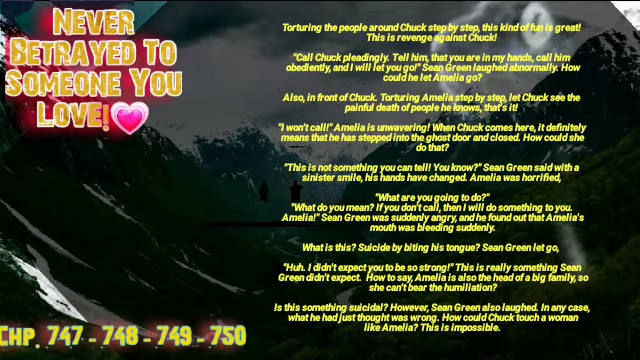 NEVER
BETRAYED TO
SOMEONE YOU
LOVE!💗
CHP. 747 - 748 - 749 - 750
Torturing the people around Chuck step by step, this kind of fun is great!
This is revenge against Chuck!
"Call Chuck pleadingly. Tell him, that you are in my hands, call him
obediently, and I will let you go!" Sean Green laughed abnormally. How
could he let Amelia go?
Also, in front of Chuck. Torturing Amelia step by step, let Chuck see the
painful death of people he knows, that's it!
"I won't call!" Amelia is unwavering! When Chuck comes here, it definitely
means that he has stepped into the ghost door and closed. How could she
do that?
"This is not something you can tell! You know?" Sean Green said with a
sinister smile, his hands have changed. Amelia was horrified,
"What are you going to do?"
"What do you mean? If you don't call, then I will do something to you.
Amelia!" Sean Green was suddenly angry, and he found out that Amelia's
mouth was bleeding suddenly.
What is this? Suicide by biting his tongue? Sean Green let go,
"Huh. I didn't expect you to be so strong!" This is really something Sean
Green didn't expect. How to say, Amelia is also the head of a big family, so
she can't bear the humiliation?
Is this something suicidal? However, Sean Green also laughed. In any case,
what he had just thought was wrong. How could Chuck touch a woman
like Amelia? This is impossible.